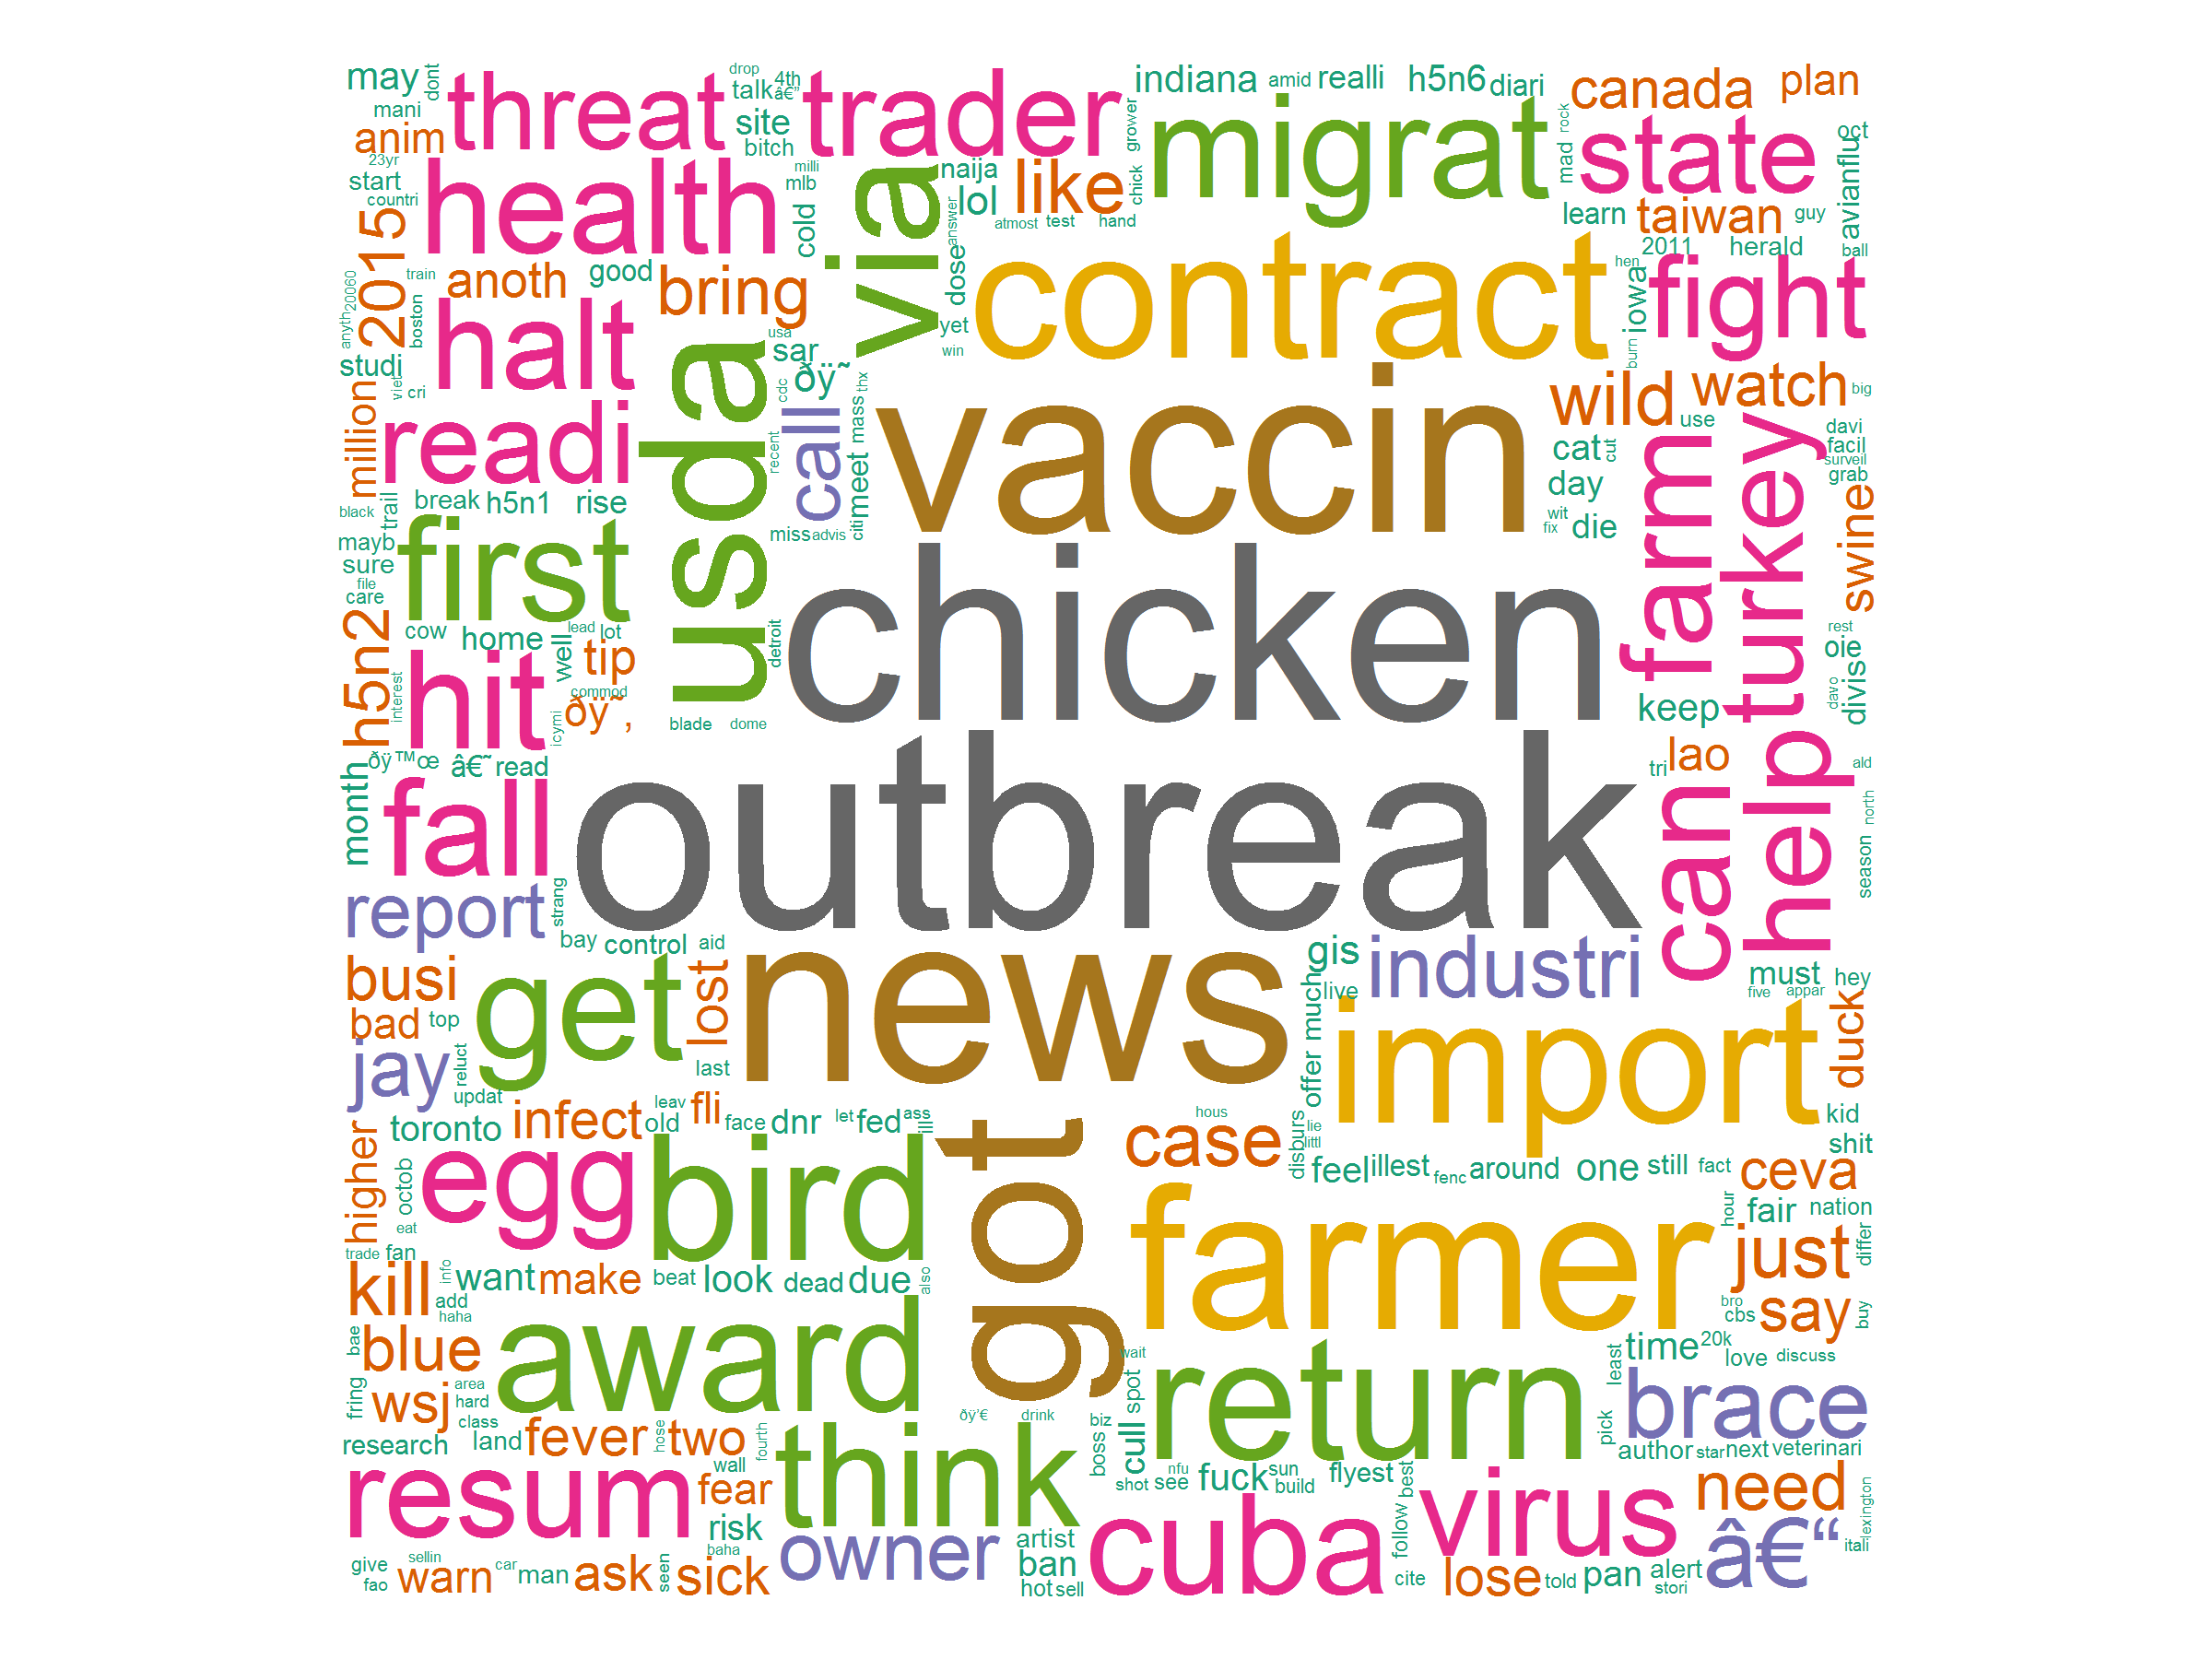 may
dont
threat
drop
talk
4th
â€”
trader
indiana
amid
realli
h5n6
diari
canada
plan
mani
anim
site
bitch
grower
migrat
mad
rock
state
oct
avianflu
23yr
start
countri
health
milli
mlb
cold
via
naija
lol
answer
like
chick
atmost
test
hand
learn
taiwan
guy
2011
herald
ball
2015
20060
train
boston
anyth
anoth
good
bring
dose
yet
win
contract
hen
iowa
burn
fight
halt
studi
viet
cri
usda
usa
sar
ðŸ˜
cdc
thx
wild
watch
big
use
million
readi
call
recent
meet
mass
vaccin
cat
cut
day
farm
turkey
davi
facil
surveil
grab
swine
black
trail
break
h5n1
rise
miss
advis
citi
wit
fix
die
mayb
sure
file
care
first
chicken
h5n2
cow
home
lead
lot
well
tip
detroit
rest
oie
divis
davo
interest
hit
commod
icymi
ðŸ˜‚
blade
dome
keep
ðŸ™œ
â€˜
read
tri
lao
can
help
ald
north
season
month
fall
outbreak
report
strang
bay
control
aid
gis
industri
must
hey
five
appar
busi
get
lost
news
live
offer
much
import
duck
bad
top
jay
reluct
updat
last
toronto
infect
leav
old
fli
face
dnr
let
fed
ass
ill
got
hous
case
lie
littl
disburs
kid
shit
higher
octob
egg
bird
feel
illest
fenc
around
one
still
fact
ceva
eat
trade
fan
farmer
hour
fair
nation
just
differ
kill
info
want
make
beat
look
dead
due
also
add
haha
bro
cbs
say
buy
bae
blue
award
wait
return
time
20k
love
discuss
least
fring
wsj
area
hard
class
ðŸ’€
drink
spot
brace
pick
research
land
fever
hose
two
fourth
think
biz
boss
cull
author
star
next
veterinari
resum
wall
fear
shot
nfu
see
fuck
sun
build
flyest
best
virus
need
lexington
risk
baha
owner
artist
ban
cuba
follow
â€“
itali
give
fao
sellin
warn
car
man
ask
seen
sick
hot
sell
cite
lose
told
pan
alert
stori